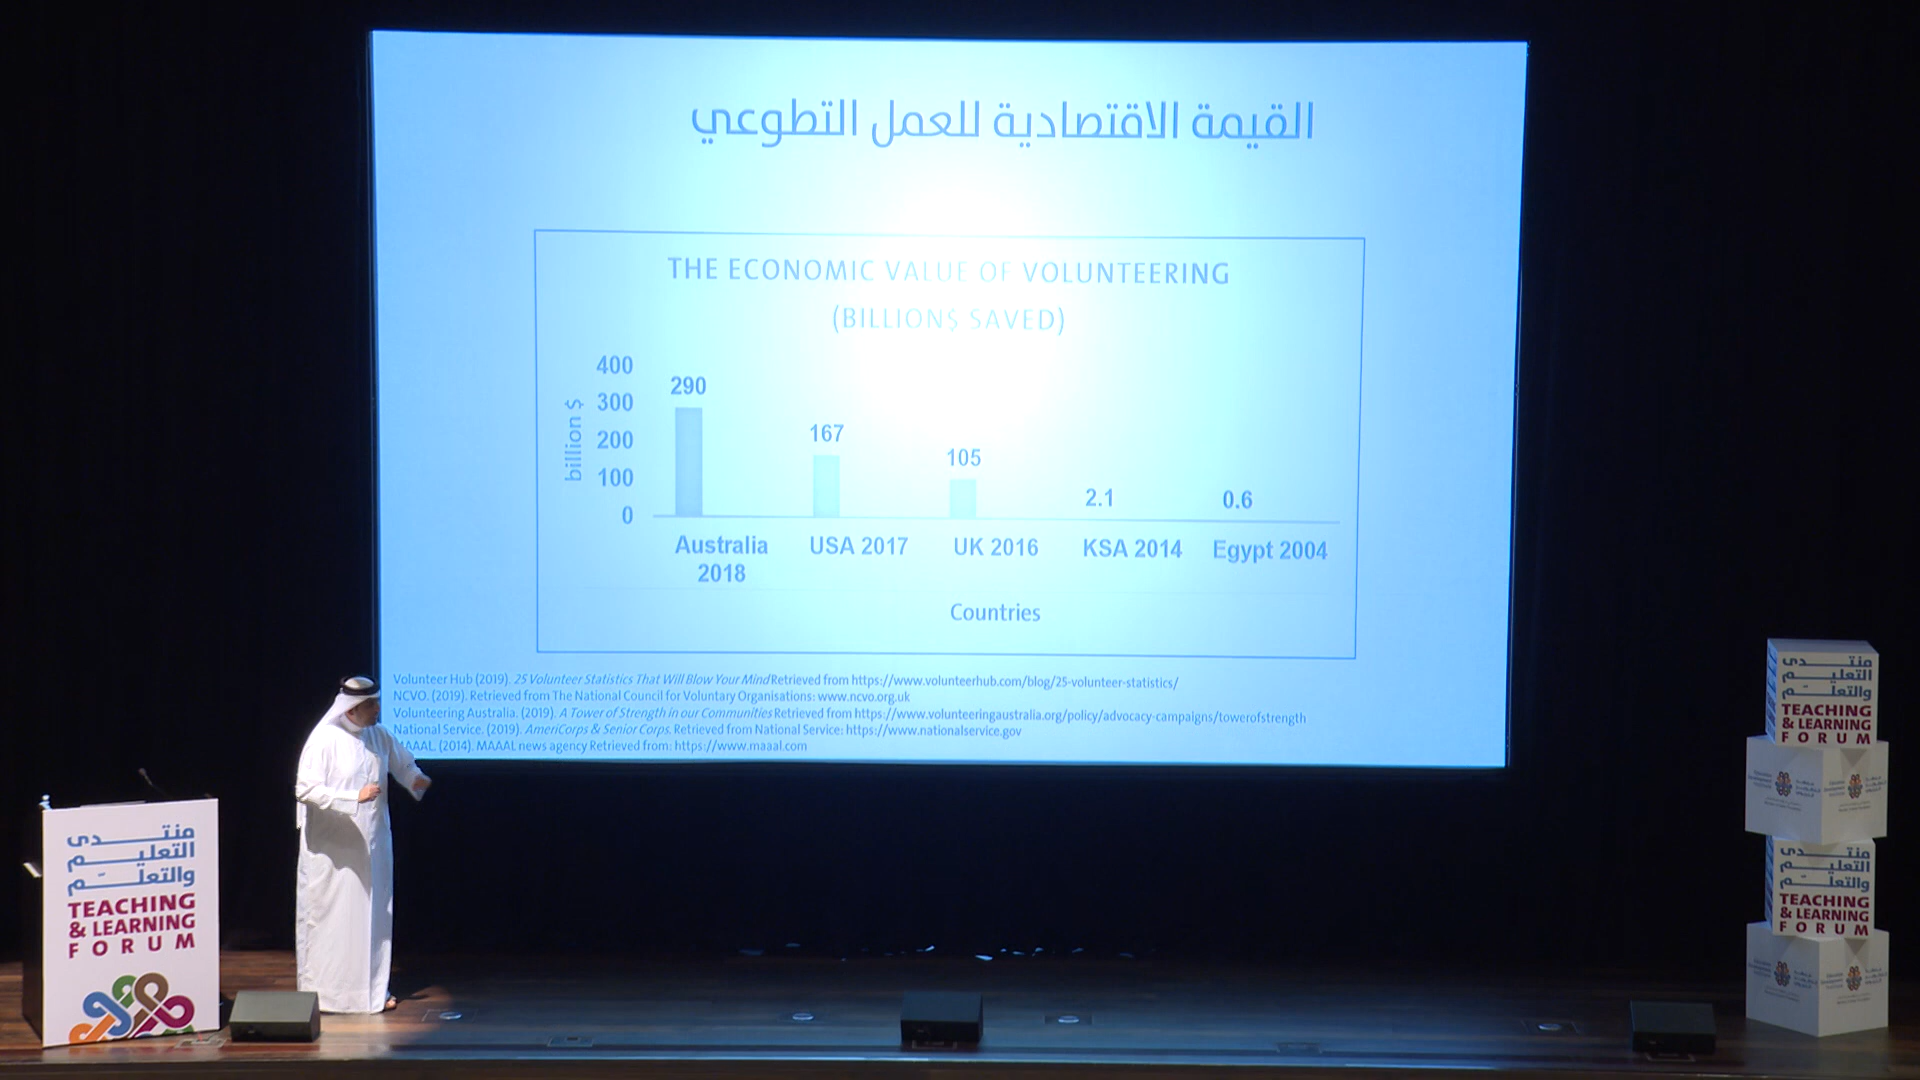 القيمة الاقتصادية للعمل التطوعي
THE ECONOMIC VALUE OF VOLUNTEERING
(BILLION$ SAVED)
billion $
400
300
200
100
0
290
167
105
2.1
0.6
Australia 2018
USA 2017
UK 2016
KSA 2014
Egypt 2004
Countries
Volunteer Hub (2019). 25 Volunteer Statistics That Will Blow Your Mind Retrieved from https://www.volunteerhub.com/blog/25-volunteer-statistics/
NCVO. (2019). Retrieved from The National Council for Voluntary Organisations: www.ncvo.org.uk
Volunteering Australia. (2019). A Tower of Strength in our Communities Retrieved from https://www.volunteeringaustralia.org/policy/advocacy-campaigns/towerofstrength
National Service. (2019). AmeriCorps & Senior Corps. Retrieved from National Service: https://www.nationalservice.gov
MAAAL. (2014). MAAAL news agency Retrieved from: https://www.maaal.com
منتدى
التعليم
والتعلّم
TEACHING
& LEARNING
FORUM
منتدى
التعليم
والتعلّم
TEACHING
& LEARNING
FORUM
منتدى
التعليم
والتعلّم
TEACHING
& LEARNING
FORUM